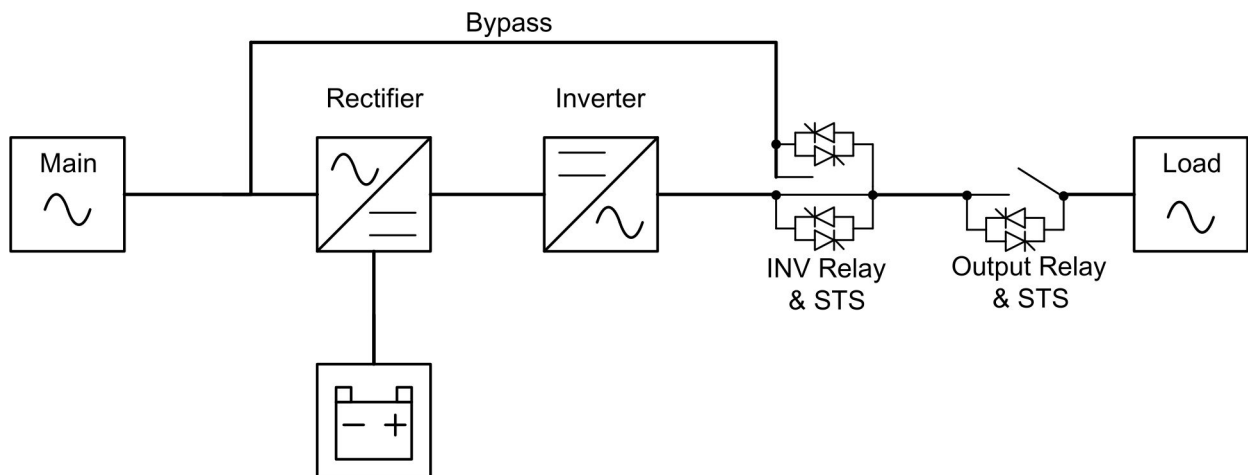 Bypass
Rectifier
Inverter
Main
Load
INV Relay
& STS
Output Relay
& STS